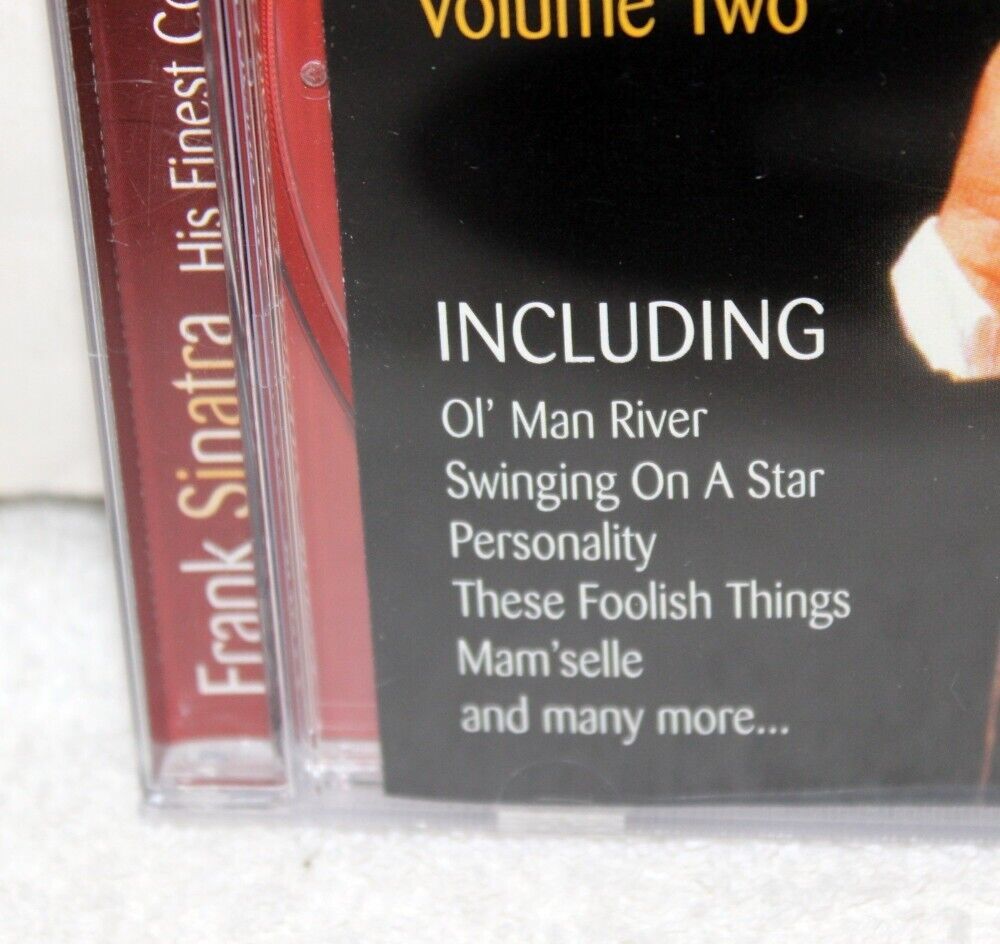 Volume Two
Frank Sinatra His Finest
INCLUDING
Ol' Man River
Swinging On A Star
Personality
These Foolish Things
Mam'selle
and many more...